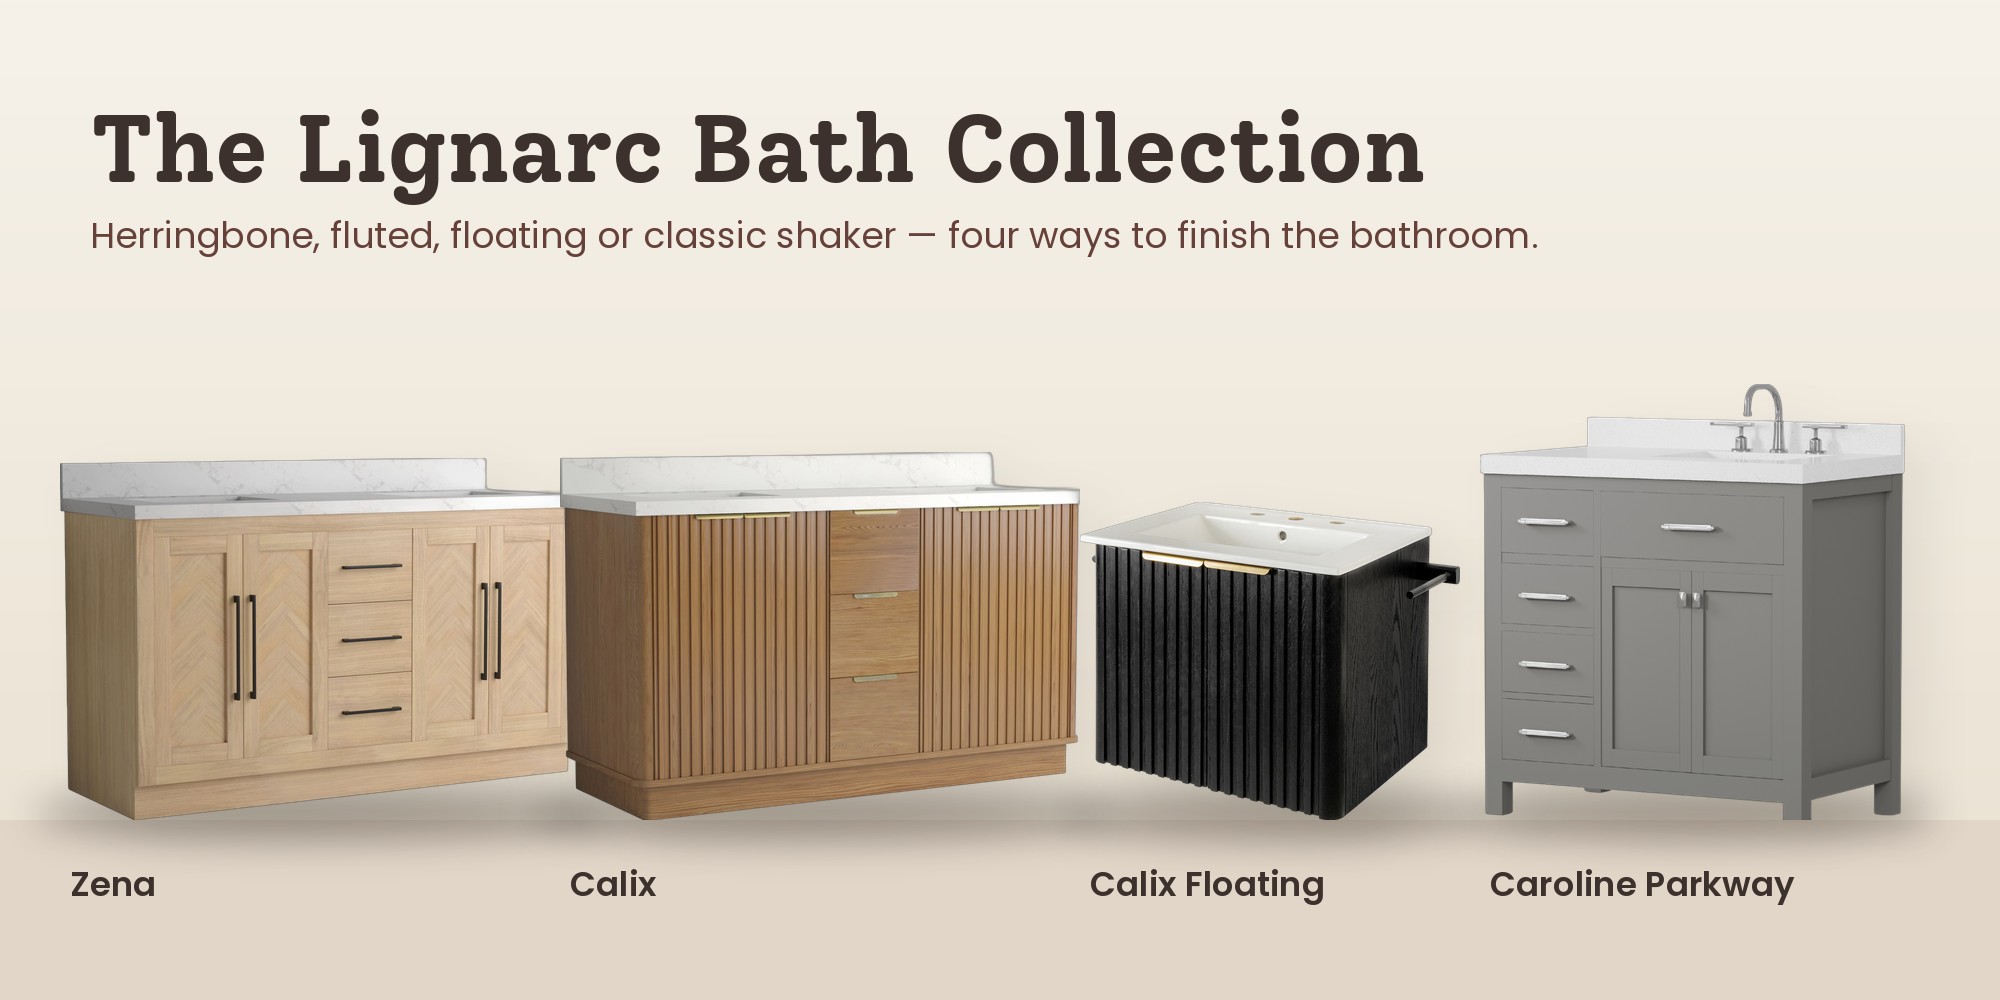 The Lignarc Bath Collection
Herringbone, fluted, floating or classic shaker — four ways to finish the bathroom.
Zena
Calix
Calix Floating
Caroline Parkway